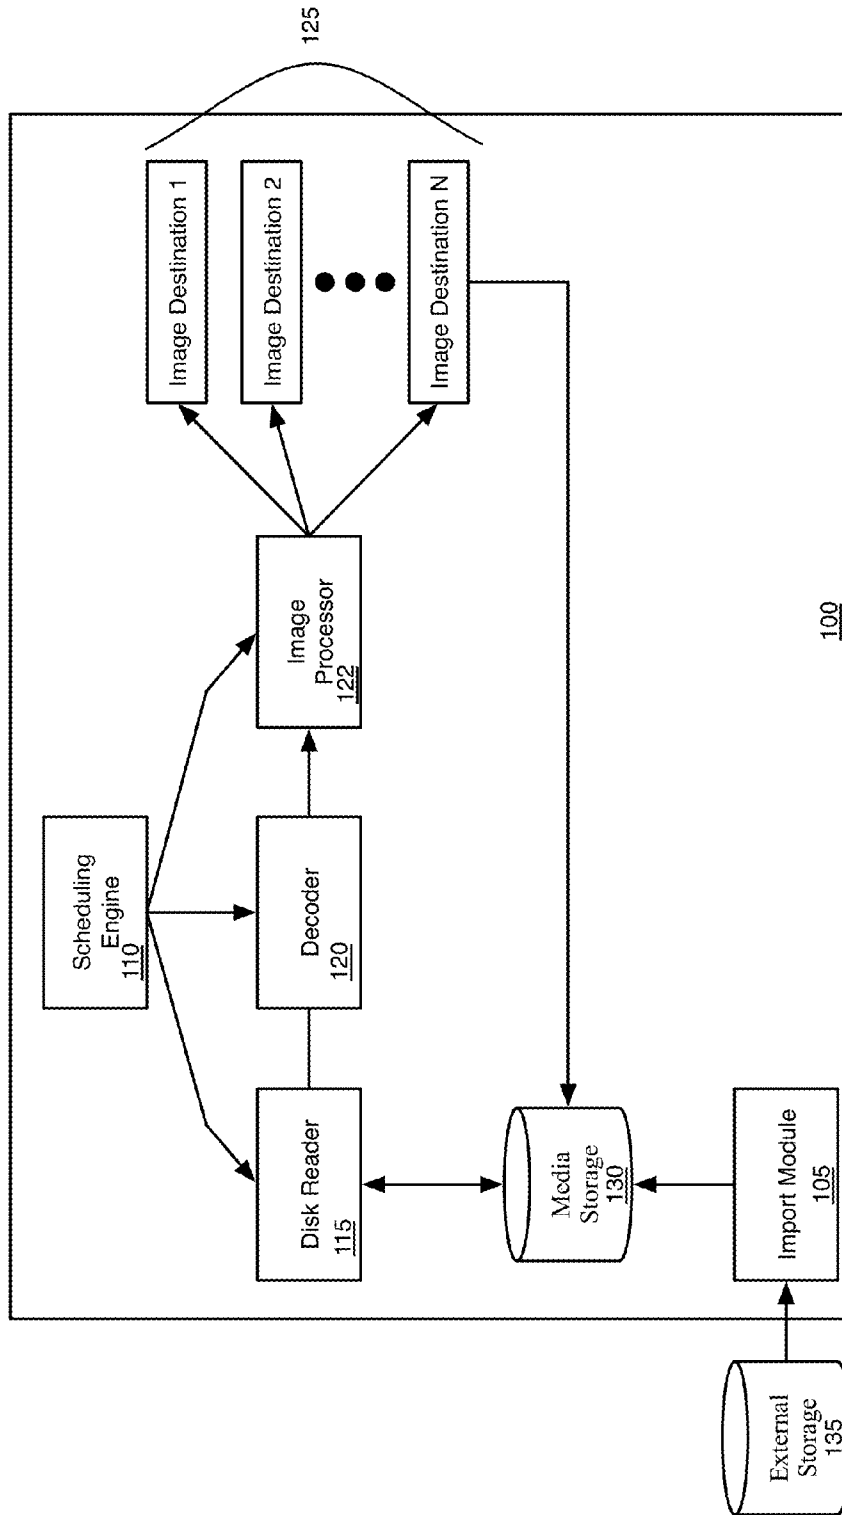 Scheduling
Engine
110
Disk Reader
115
Decoder
120
Image
Processor
122
Image Destination 1
Image Destination 2
Image Destination N
125
Media
Storage
130
External
Storage
135
Import Module
105
100